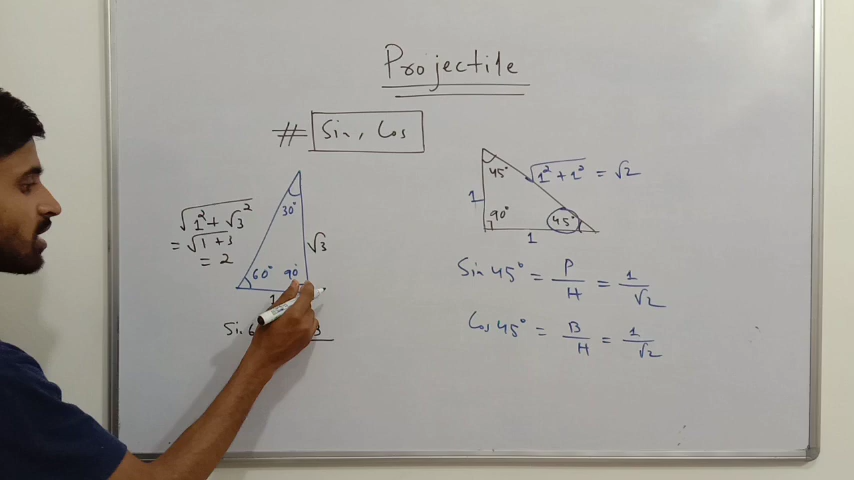 Projectile
# Sin, Cos
√1² + √3²
= √1 + 3
= 2
30°
60° 90°
√3
1
Sin
45°
1
90° 45°
1
√1² + 1² = √2
Sin 45° = P/H = 1/√2
Cos 45° = B/H = 1/√2